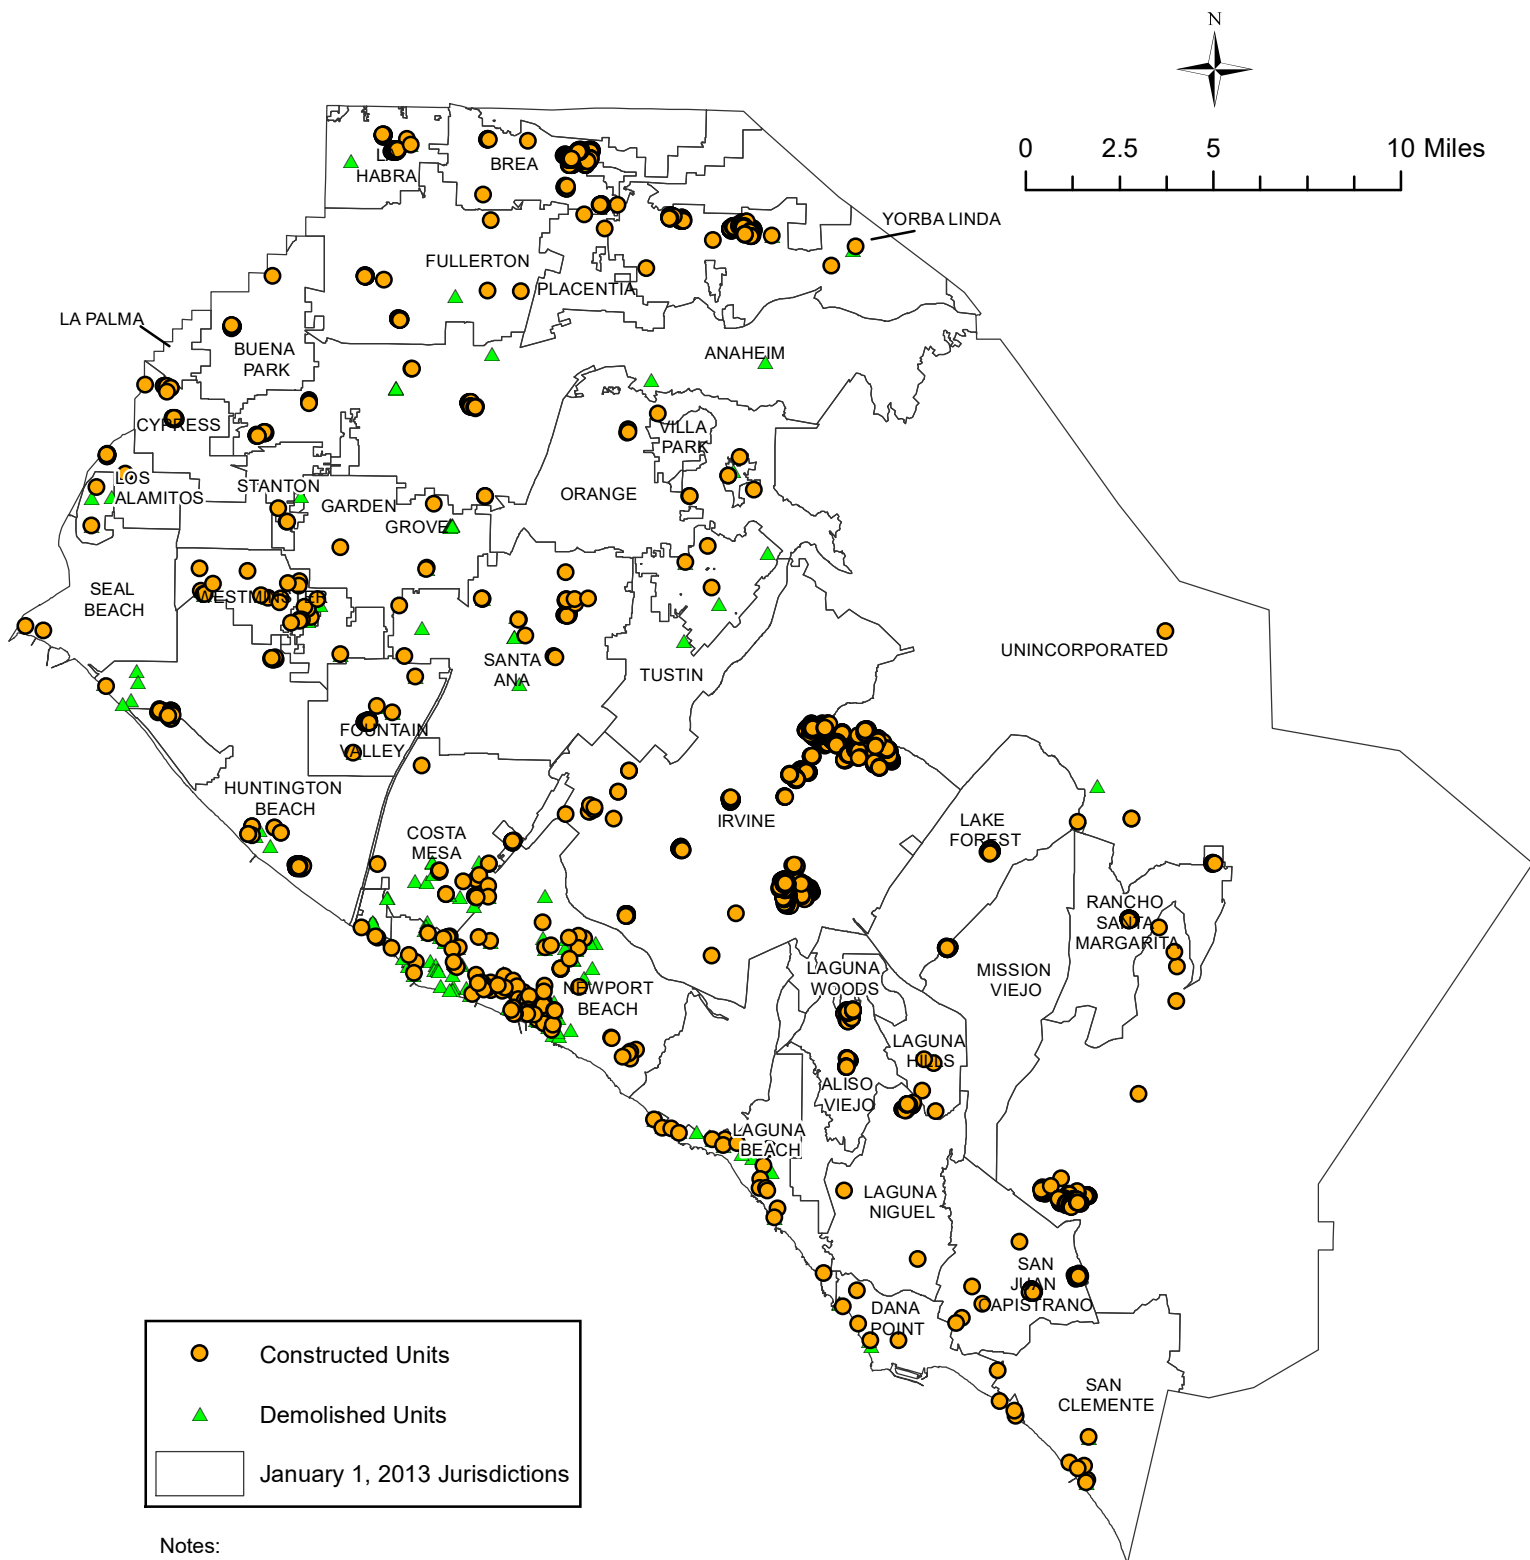 N
0 2.5 5 10 Miles
LA
HABRA
BREA
YORBA LINDA
FULLERTON
PLACENTIA
LA PALMA
BUENA
PARK
ANAHEIM
CYPRESS
VILLA
PARK
LOS
ALAMITOS
STANTON
ORANGE
GARDEN
GROVE
SEAL
BEACH
WESTMINSTER
SANTA
ANA
TUSTIN
UNINCORPORATED
FOUNTAIN
VALLEY
HUNTINGTON
BEACH
COSTA
MESA
IRVINE
LAKE
FOREST
RANCHO
SANTA
MARGARITA
LAGUNA
WOODS
MISSION
VIEJO
NEWPORT
BEACH
LAGUNA
HILLS
ALISO
VIEJO
LAGUNA
BEACH
LAGUNA
NIGUEL
SAN
JUAN
CAPISTRANO
DANA
POINT
SAN
CLEMENTE
Constructed Units
Demolished Units
January 1, 2013 Jurisdictions
Notes: